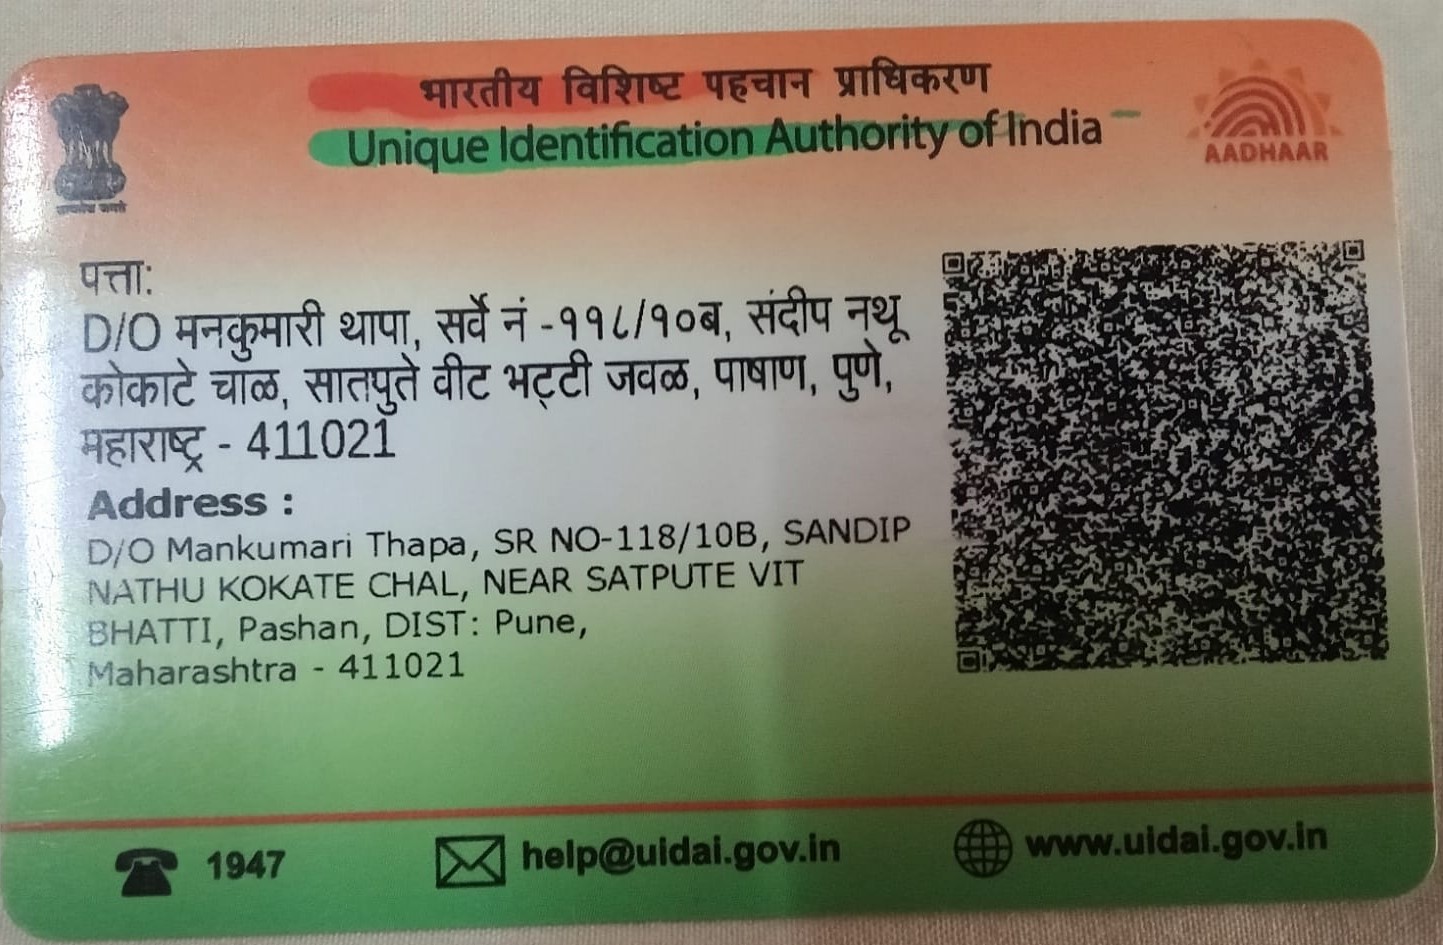 भारतीय विशिष्ट पहचान प्राधिकरण
Unique Identification Authority of India
AADHAAR
पत्ता:
D/O मनकुमारी थापा, सर्वे नं -११८/१०ब, संदीप नथू
कोकाटे चाळ, सातपुते वीट भट्टी जवळ, पाषाण, पुणे,
महाराष्ट्र - 411021
Address :
D/O Mankumari Thapa, SR NO-118/10B, SANDIP
NATHU KOKATE CHAL, NEAR SATPUTE VIT
BHATTI, Pashan, DIST: Pune,
Maharashtra - 411021
1947
help@uidai.gov.in
www.uidai.gov.in